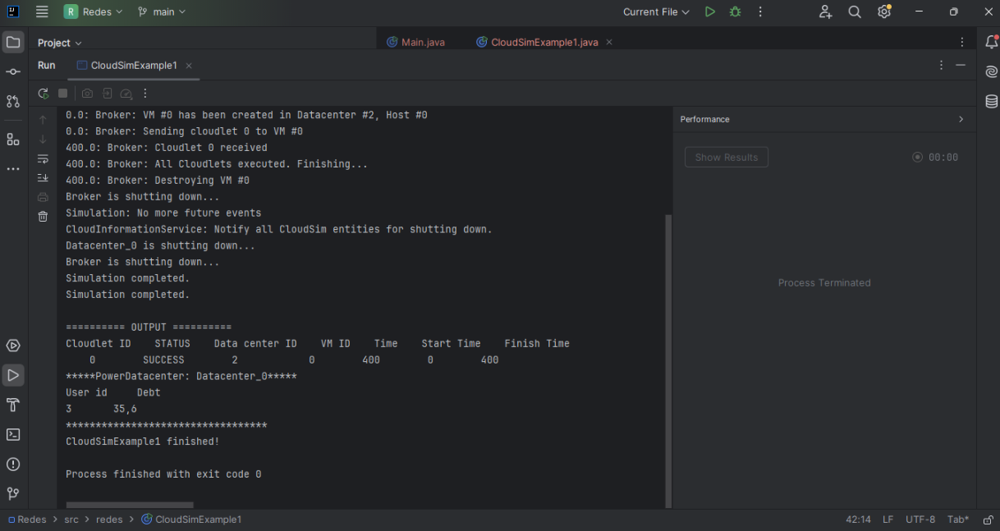 R Redes main Current File
Project Main.java CloudSimExample1.java
Run CloudSimExample1
0.0: Broker: VM #0 has been created in Datacenter #2, Host #0
0.0: Broker: Sending cloudlet 0 to VM #0
400.0: Broker: Cloudlet 0 received
400.0: Broker: All Cloudlets executed. Finishing...
400.0: Broker: Destroying VM #0
Broker is shutting down...
Simulation: No more future events
CloudInformationService: Notify all CloudSim entities for shutting down.
Datacenter_0 is shutting down...
Broker is shutting down...
Simulation completed.
Simulation completed.
========== OUTPUT ==========
Cloudlet ID STATUS Data center ID VM ID Time Start Time Finish Time
0 SUCCESS 2 0 400 0 400
*****PowerDatacenter: Datacenter_0*****
User id Debt
3 35,6
**********************************
CloudSimExample1 finished!
Process finished with exit code 0
Performance
Show Results 00:00
Process Terminated
Redes > src > redes > CloudSimExample1 42:14 LF UTF-8 Tab*